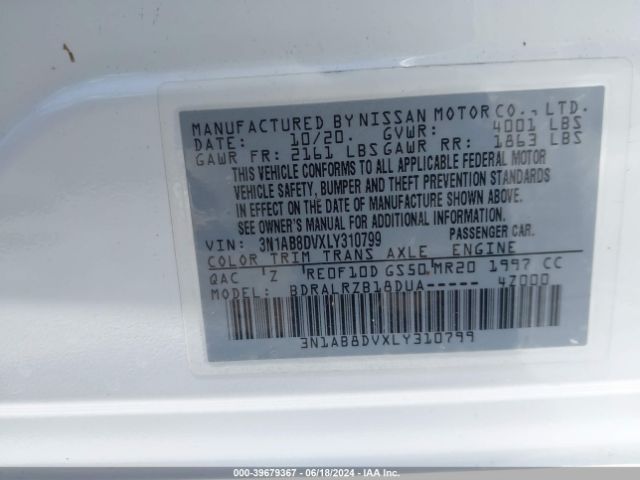 MANUFACTURED BY NISSAN MOTOR CO., LTD.
DATE: 10/20. GVWR: 4001 LBS
GAWR FR: 2161 LBS GAWR RR: 1863 LBS
THIS VEHICLE CONFORMS TO ALL APPLICABLE FEDERAL MOTOR
VEHICLE SAFETY, BUMPER AND THEFT PREVENTION STANDARDS
IN EFFECT ON THE DATE OF MANUFACTURE SHOWN ABOVE.
SEE OWNER'S MANUAL FOR ADDITIONAL INFORMATION.
VIN: 3N1AB8DVXLY310799 PASSENGER CAR.
COLOR TRIM TRANS AXLE ENGINE
QAC Z RE0F10D GS50 MR20 1997 CC
MODEL: BDRALRZB18DUA----- 4Z000
3N1AB8DVXLY310799
000-39679367 - 06/18/2024 - IAA Inc.